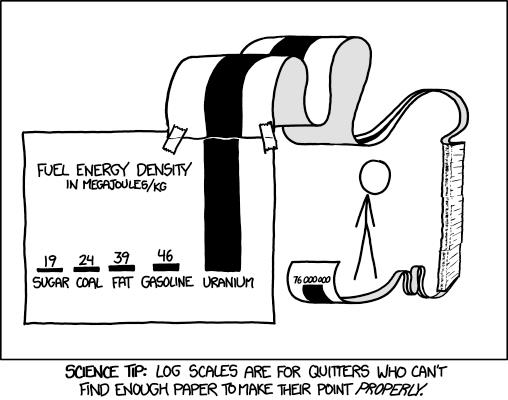 FUEL ENERGY DENSITY
IN MEGAJOULES/KG
19 24 39 46
SUGAR COAL FAT GASOLINE URANIUM
76 000 000
SCIENCE TIP: LOG SCALES ARE FOR QUITTERS WHO CAN'T
FIND ENOUGH PAPER TO MAKE THEIR POINT PROPERLY.